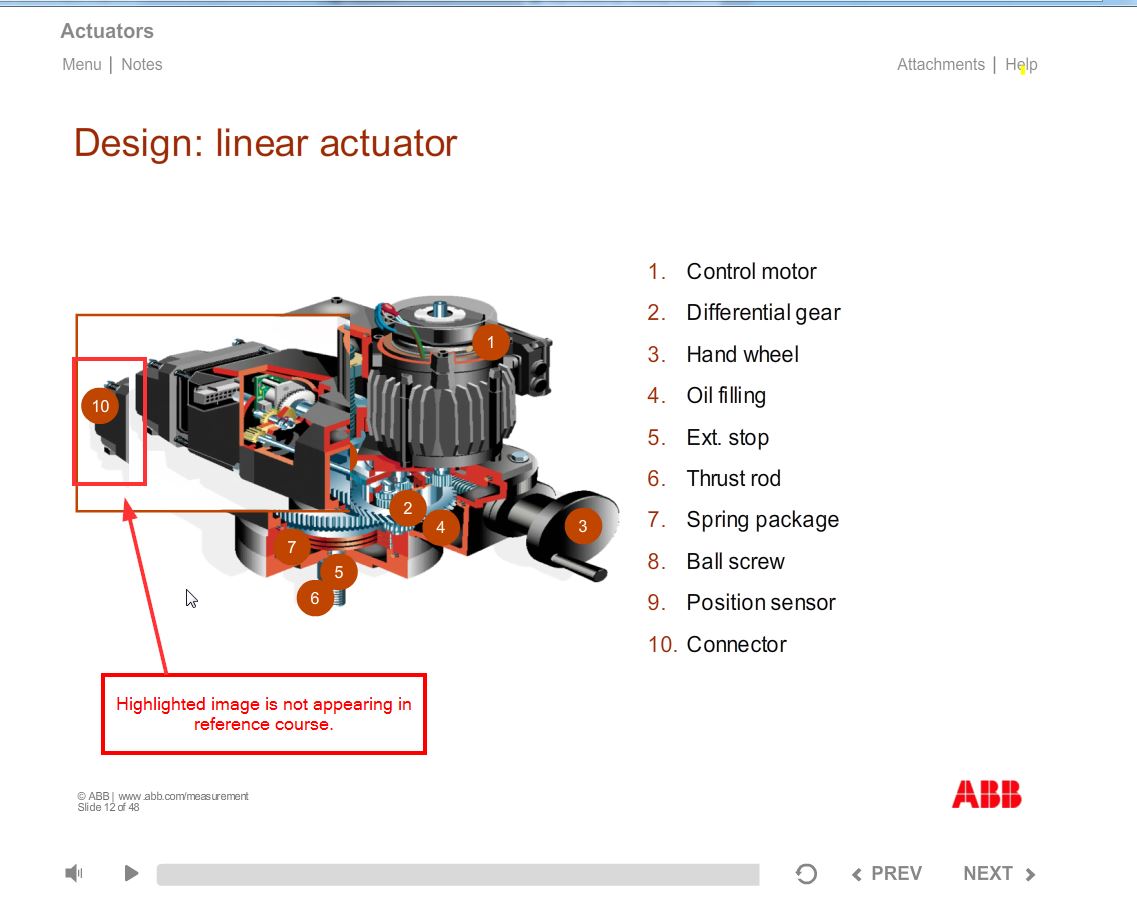 Actuators
Menu | Notes
Attachments | Help
Design: linear actuator
1. Control motor
2. Differential gear
3. Hand wheel
4. Oil filling
5. Ext. stop
6. Thrust rod
7. Spring package
8. Ball screw
9. Position sensor
10. Connector
1
10
2
4
3
7
5
6
Highlighted image is not appearing in
reference course.
© ABB | www.abb.com/measurement
Slide 12 of 48
ABB
PREV
NEXT